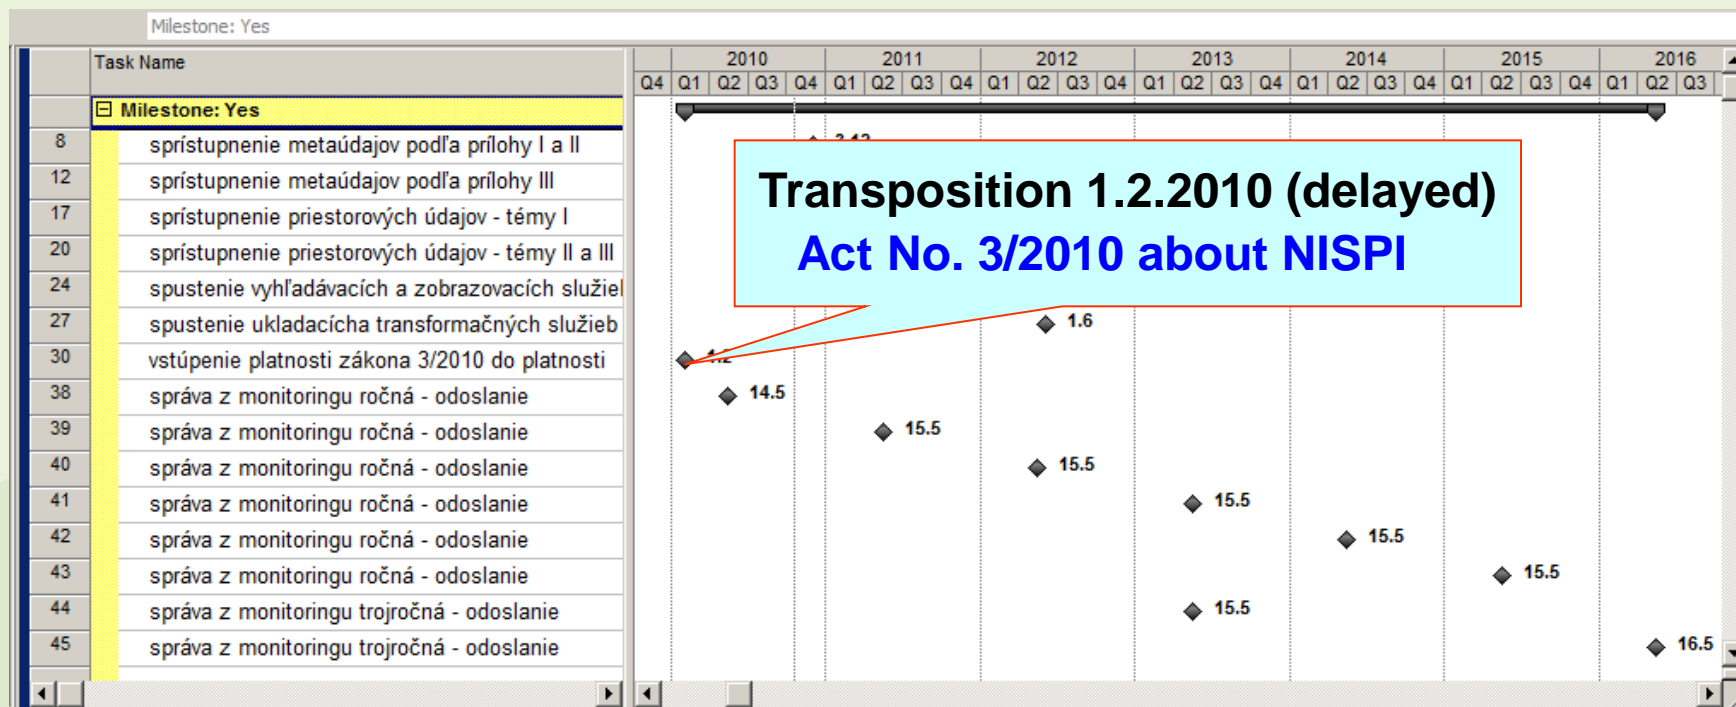 Milestone: Yes
Task Name
2010 2011 2012 2013 2014 2015 2016
Q4 Q1 Q2 Q3 Q4 Q1 Q2 Q3 Q4 Q1 Q2 Q3 Q4 Q1 Q2 Q3 Q4 Q1 Q2 Q3 Q4 Q1 Q2 Q3 Q4 Q1 Q2 Q3
Milestone: Yes
8 sprístupnenie metaúdajov podľa prílohy I a II
12 sprístupnenie metaúdajov podľa prílohy III
17 sprístupnenie priestorových údajov - témy I
20 sprístupnenie priestorových údajov - témy II a III
24 spustenie vyhľadávacích a zobrazovacích
27 spustenie ukladacícha transformačných služieb 1.6
30 vstúpenie platnosti zákona 3/2010 do platnosti 1.2
38 správa z monitoringu ročná - odoslanie 14.5
39 správa z monitoringu ročná - odoslanie 15.5
40 správa z monitoringu ročná - odoslanie 15.5
41 správa z monitoringu ročná - odoslanie 15.5
42 správa z monitoringu ročná - odoslanie 15.5
43 správa z monitoringu ročná - odoslanie 15.5
44 správa z monitoringu trojročná - odoslanie 15.5
45 správa z monitoringu trojročná - odoslanie 16.5
Transposition 1.2.2010 (delayed)
Act No. 3/2010 about NISPI